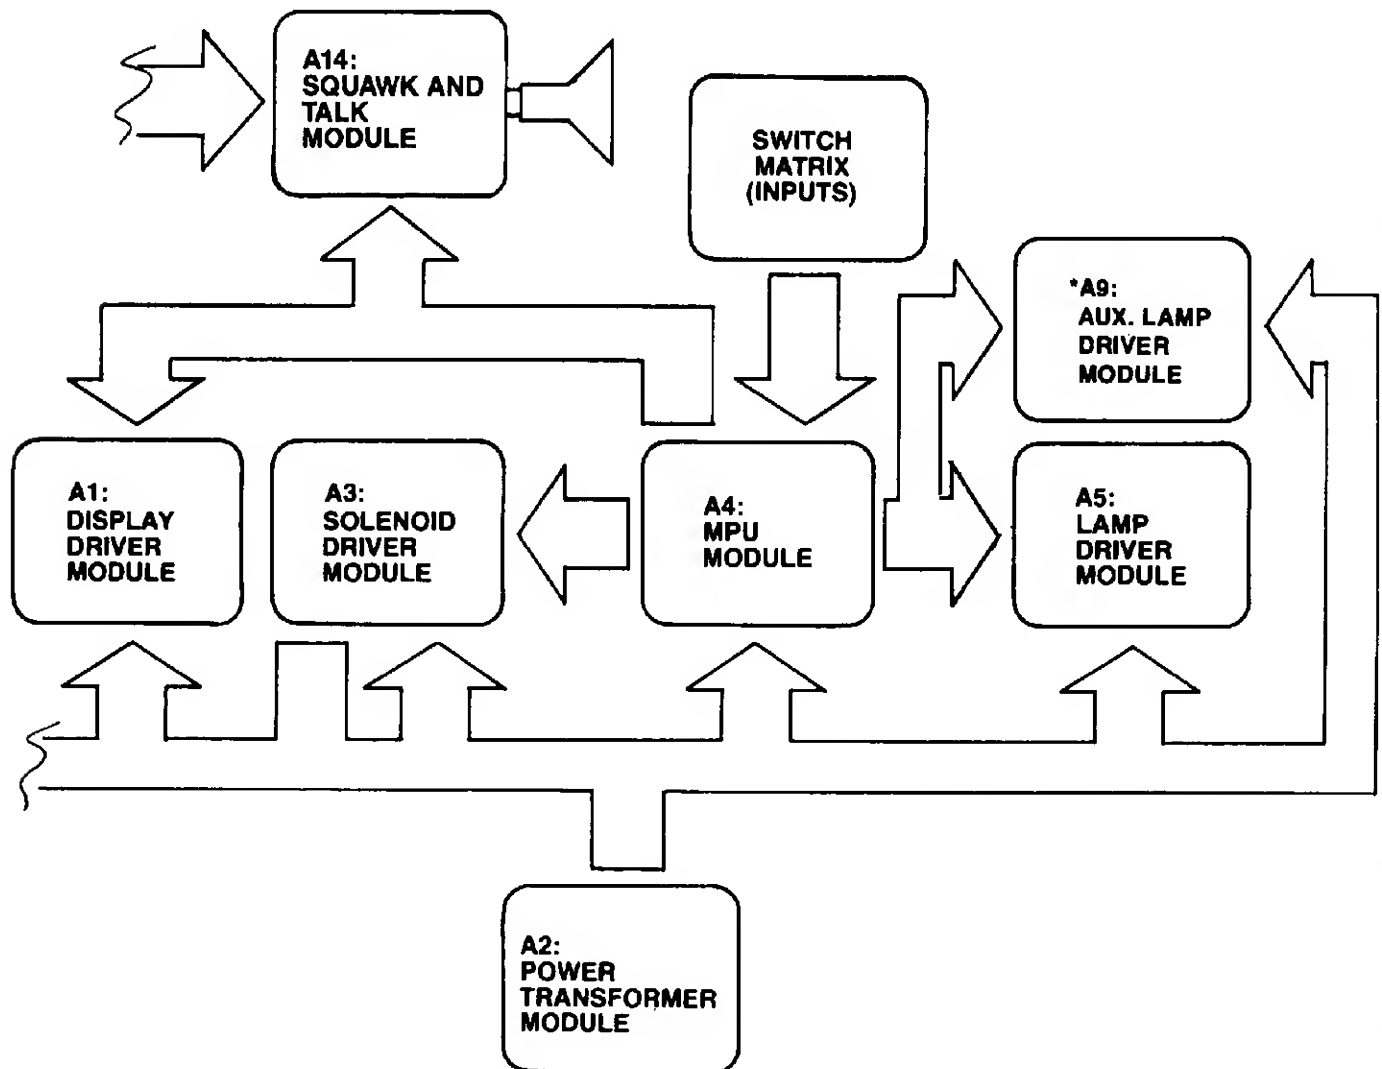 A14:
SQUAWK AND
TALK
MODULE
SWITCH
MATRIX
(INPUTS)
*A9:
AUX. LAMP
DRIVER
MODULE
A1:
DISPLAY
DRIVER
MODULE
A3:
SOLENOID
DRIVER
MODULE
A4:
MPU
MODULE
A5:
LAMP
DRIVER
MODULE
A2:
POWER
TRANSFORMER
MODULE